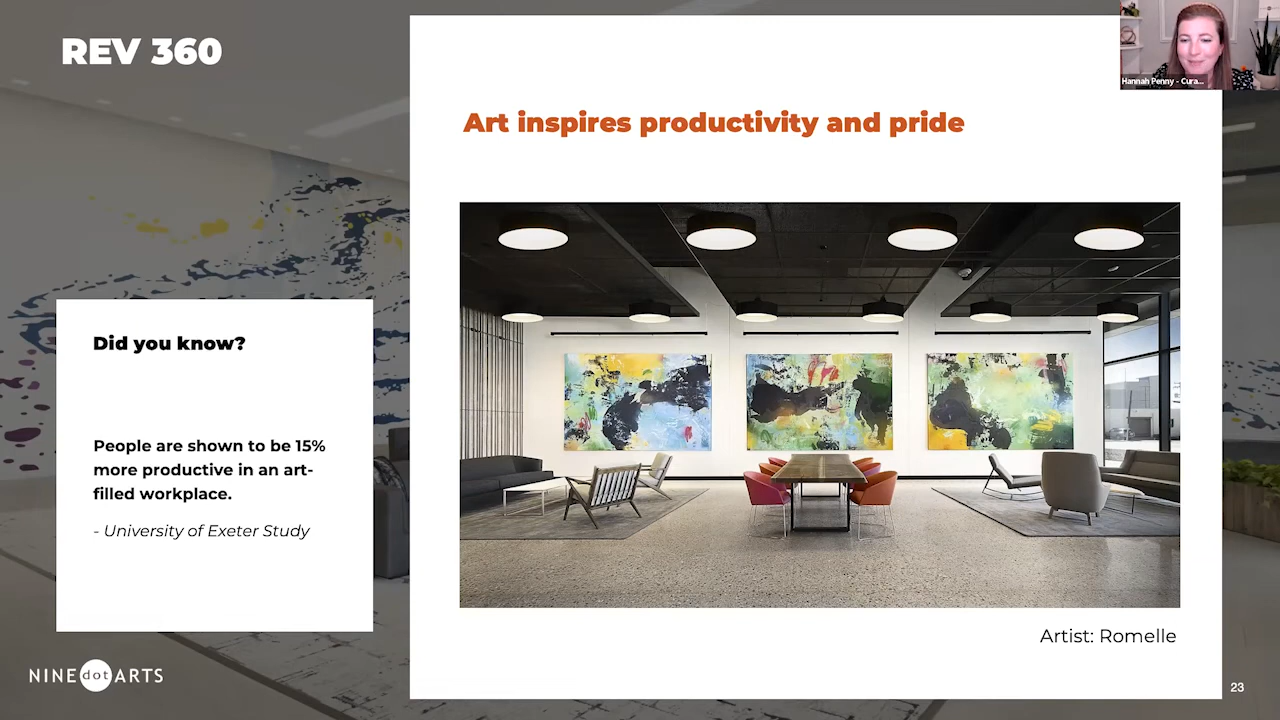 REV 360
Hannah Penny - Cura...
Art inspires productivity and pride
Did you know?
People are shown to be 15%
more productive in an art-
filled workplace.
- University of Exeter Study
Artist: Romelle
NINE dot ARTS
23